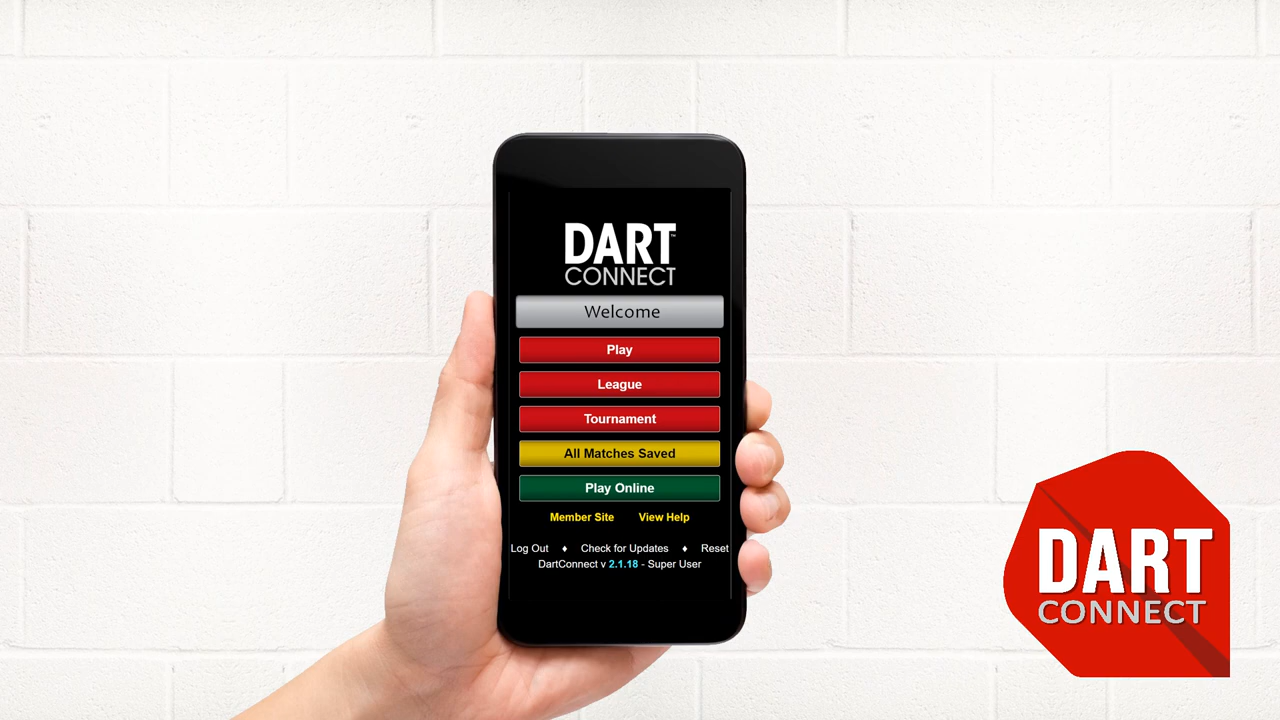 DART™
CONNECT
Welcome
Play
League
Tournament
All Matches Saved
Play Online
Member Site View Help
Log Out ♦ Check for Updates ♦ Reset
DartConnect v 2.1.18 - Super User
DART
CONNECT